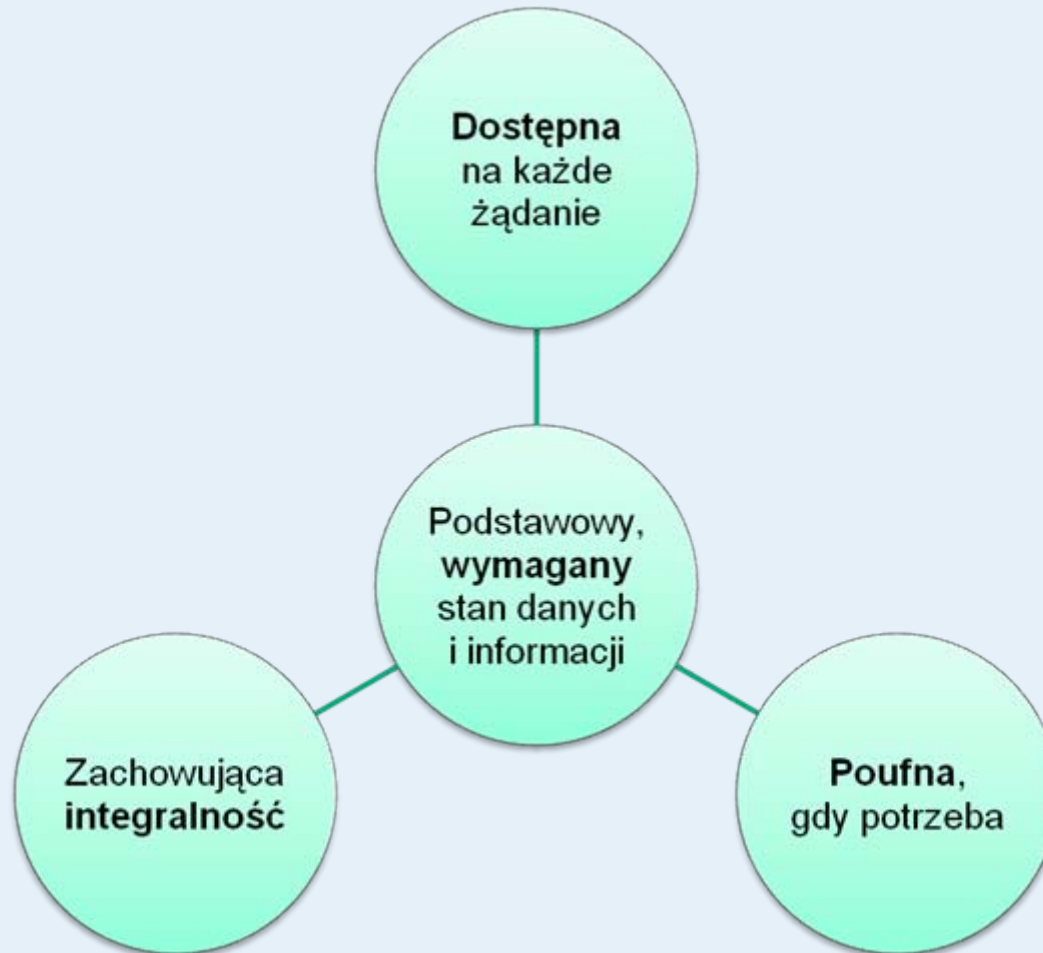 Dostępna
na każde
żądanie
Podstawowy,
wymagany
stan danych
i informacji
Zachowująca
integralność
Poufna,
gdy potrzeba